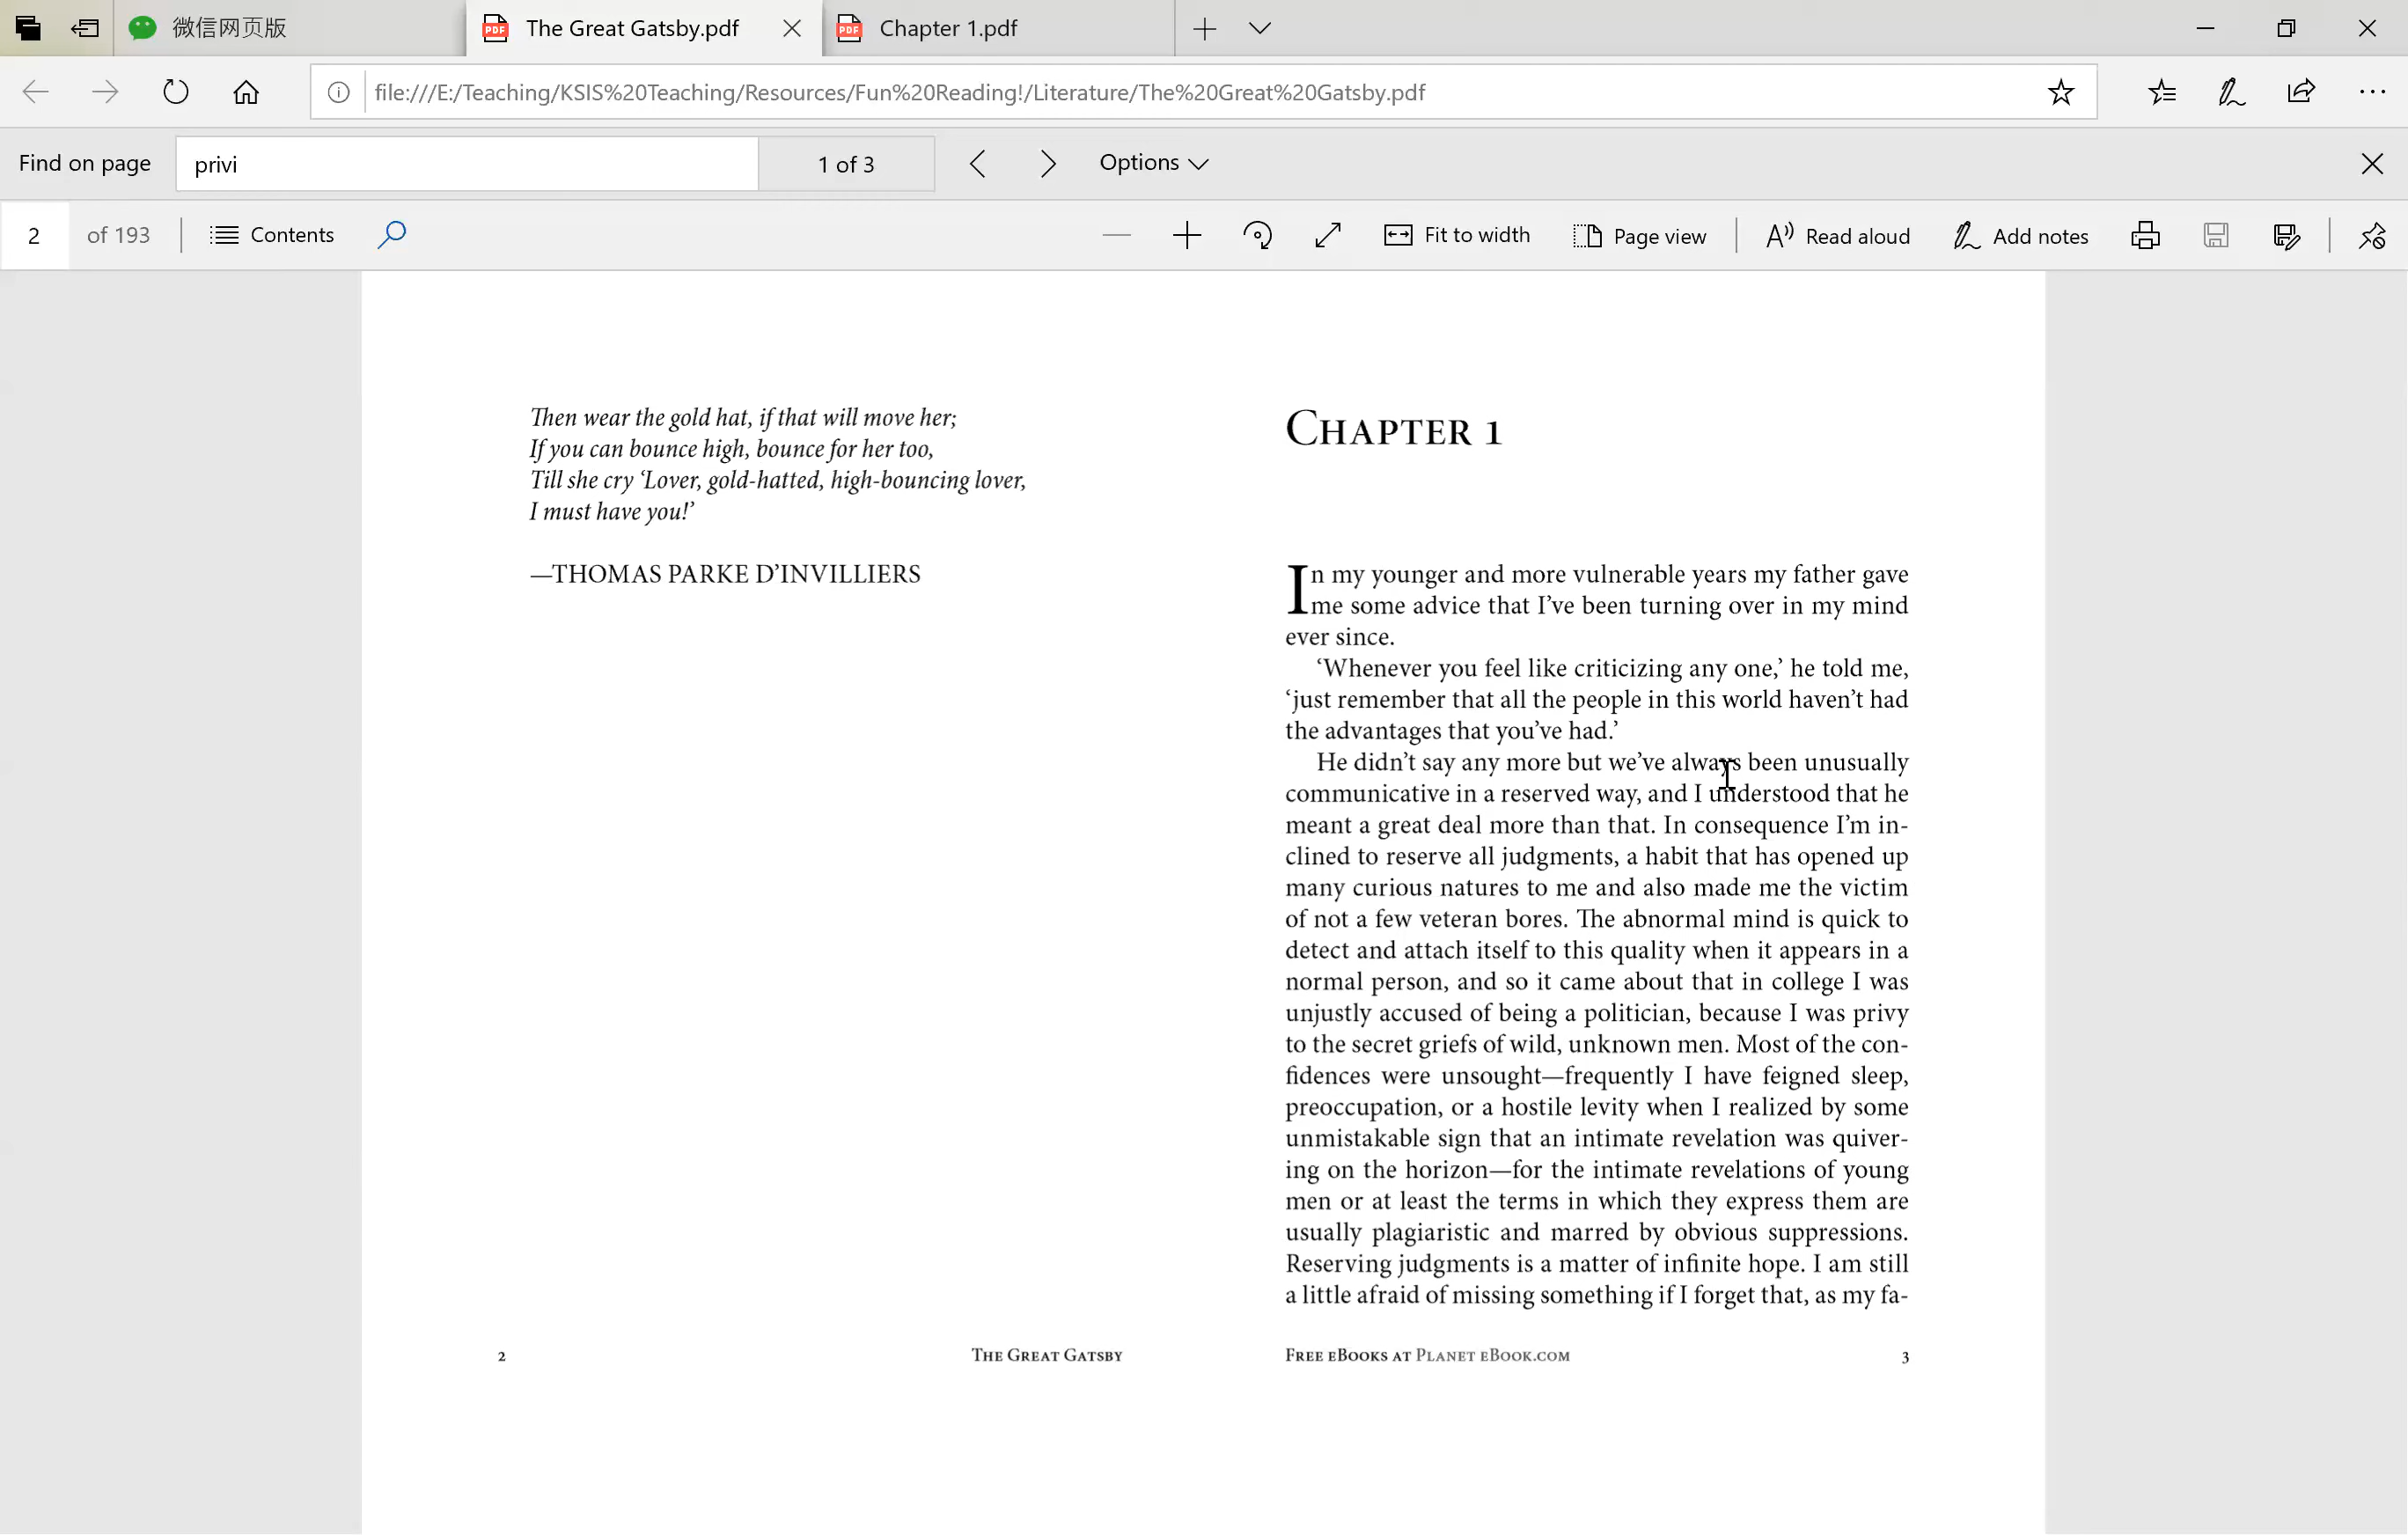 微信网页版
The Great Gatsby.pdf
Chapter 1.pdf
file:///E:/Teaching/KSIS%20Teaching/Resources/Fun%20Reading!/Literature/The%20Great%20Gatsby.pdf
Find on page
privi
1 of 3
Options
2
of 193
Contents
Fit to width
Page view
Read aloud
Add notes
Then wear the gold hat, if that will move her;
If you can bounce high, bounce for her too,
Till she cry ‘Lover, gold-hatted, high-bouncing lover,
I must have you!’
—THOMAS PARKE D’INVILLIERS
2
The Great Gatsby
Chapter 1
In my younger and more vulnerable years my father gave
me some advice that I’ve been turning over in my mind
ever since.
‘Whenever you feel like criticizing any one,’ he told me,
‘just remember that all the people in this world haven’t had
the advantages that you’ve had.’
He didn’t say any more but we’ve always been unusually
communicative in a reserved way, and I understood that he
meant a great deal more than that. In consequence I’m in-
clined to reserve all judgments, a habit that has opened up
many curious natures to me and also made me the victim
of not a few veteran bores. The abnormal mind is quick to
detect and attach itself to this quality when it appears in a
normal person, and so it came about that in college I was
unjustly accused of being a politician, because I was privy
to the secret griefs of wild, unknown men. Most of the con-
fidences were unsought—frequently I have feigned sleep,
preoccupation, or a hostile levity when I realized by some
unmistakable sign that an intimate revelation was quiver-
ing on the horizon—for the intimate revelations of young
men or at least the terms in which they express them are
usually plagiaristic and marred by obvious suppressions.
Reserving judgments is a matter of infinite hope. I am still
a little afraid of missing something if I forget that, as my fa-
Free eBooks at Planet eBook.com
3